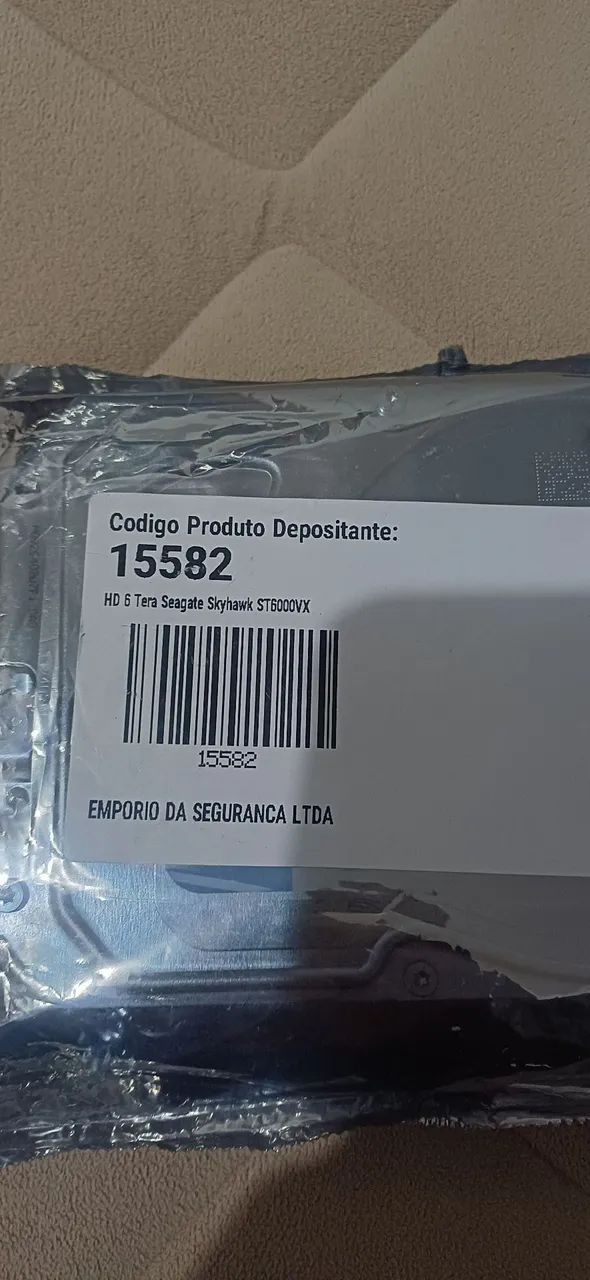 Codigo Produto Depositante:
15582
HD 6 Tera Seagate Skyhawk ST6000VX
15582
EMPORIO DA SEGURANCA LTDA